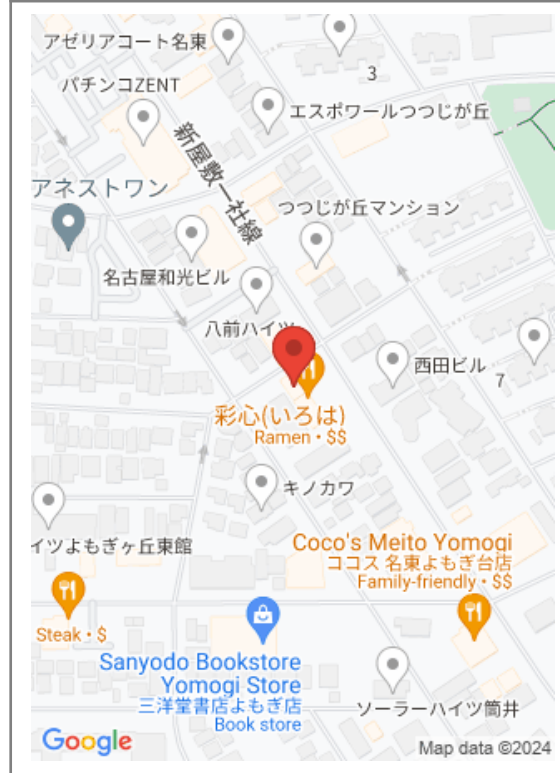 アゼリアコート名東
3
パチンコZENT
エスポワールつつじが丘
新屋敷一社線
アネストワン
つつじが丘マンション
名古屋和光ビル
八前ハイツ
西田ビル
7
彩心(いろは)
Ramen・$$
キノカワ
イツよもぎヶ丘東館
Coco's Meito Yomogi
ココス 名東よもぎ台店
Family-friendly・$$
Steak・$
Sanyodo Bookstore
Yomogi Store
三洋堂書店よもぎ店
Book store
ソーラーハイツ筒井
Google
Map data ©2024